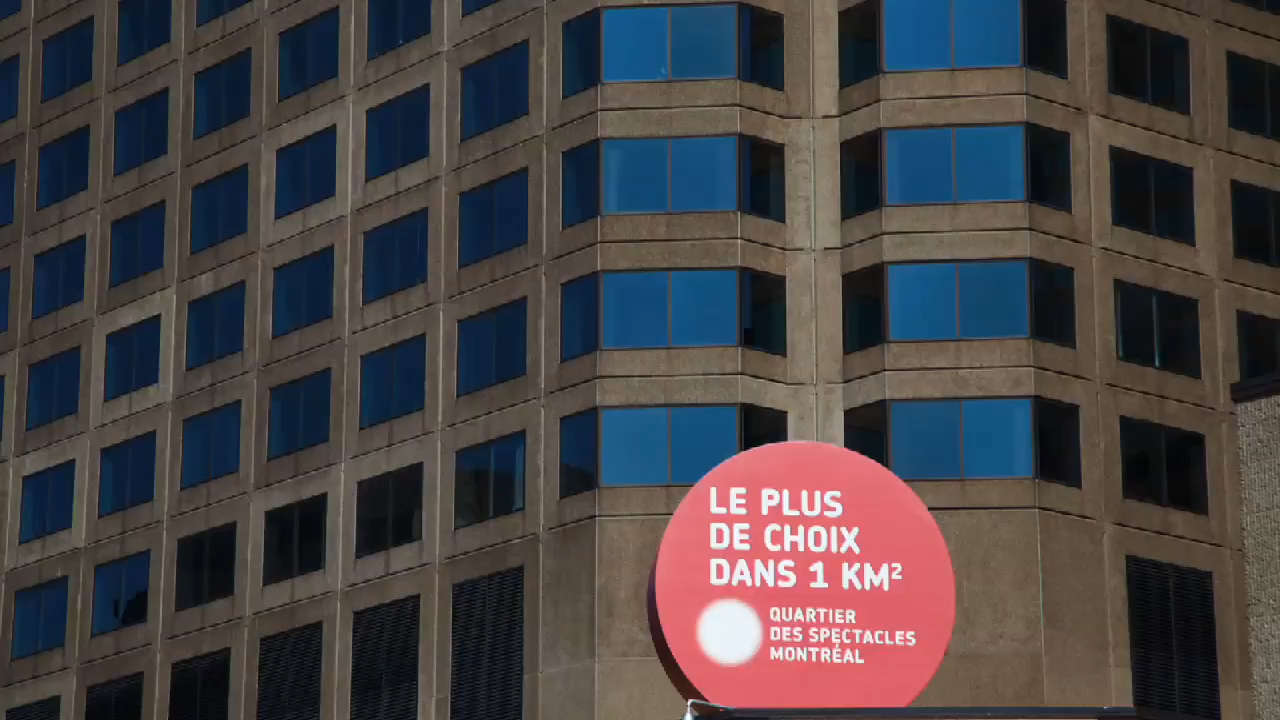 LE PLUS
DE CHOIX
DANS 1 KM²
QUARTIER
DES SPECTACLES
MONTRÉAL